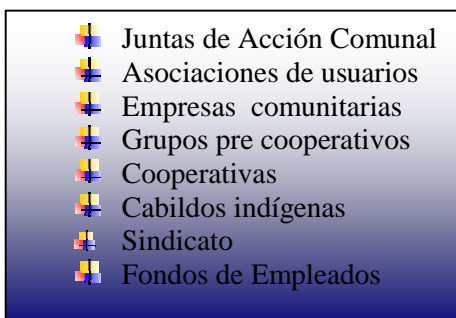 Juntas de Acción Comunal
Asociaciones de usuarios
Empresas comunitarias
Grupos pre cooperativos
Cooperativas
Cabildos indígenas
Sindicato
Fondos de Empleados